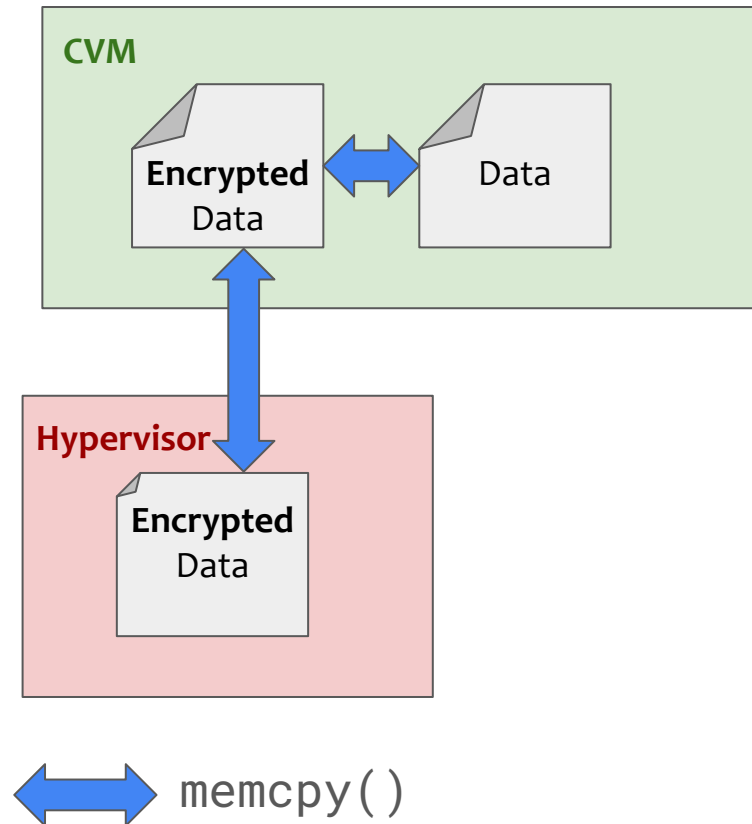 CVM
Encrypted
Data
Data
Hypervisor
Encrypted
Data
memcpy()